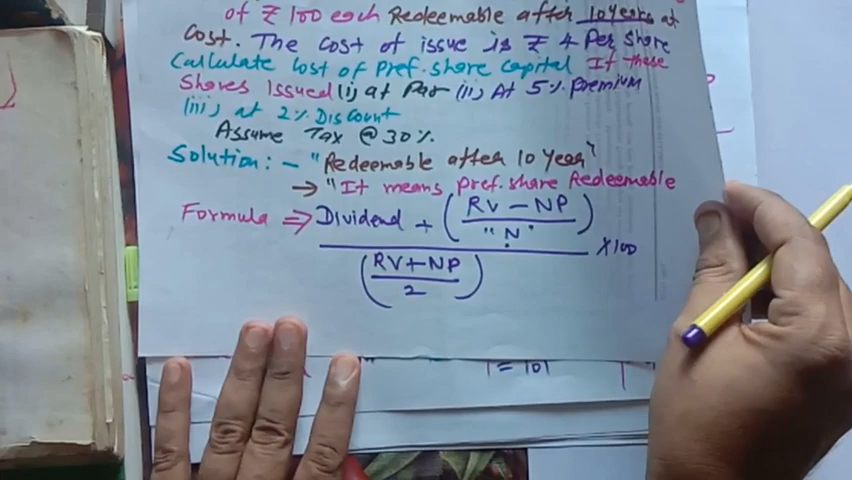 of ₹ 100 each Redeemable after 10 years at
Cost. The Cost of issue is ₹ 4 Per share
Calculate Cost of Pref. share capital If these
Shares Issued (i) at Par (ii) At 5% premium
(iii) at 2% Discount
Assume Tax @ 30%.
Solution: - "Redeemable after 10 Year"
→ "It means Pref. share Redeemable
Formula ⇒ Dividend + (RV - NP / "N")
/ (RV + NP / 2) × 100
= 101